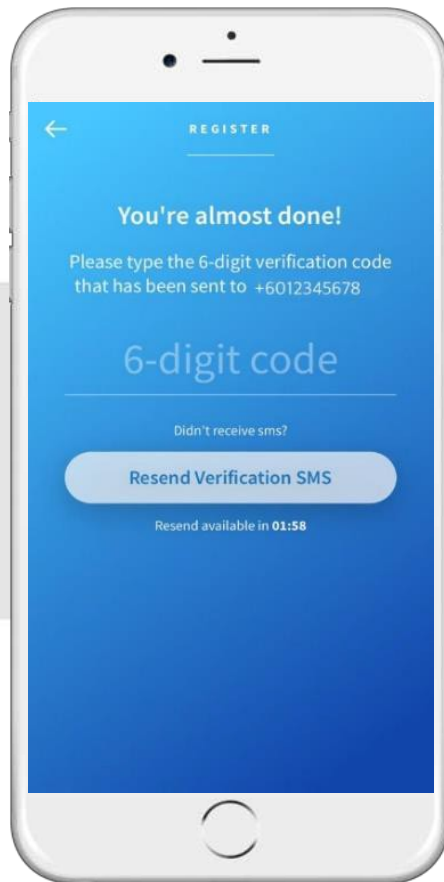 REGISTER
You're almost done!
Please type the 6-digit verification code
that has been sent to +6012345678
6-digit code
Didn't receive sms?
Resend Verification SMS
Resend available in 01:58